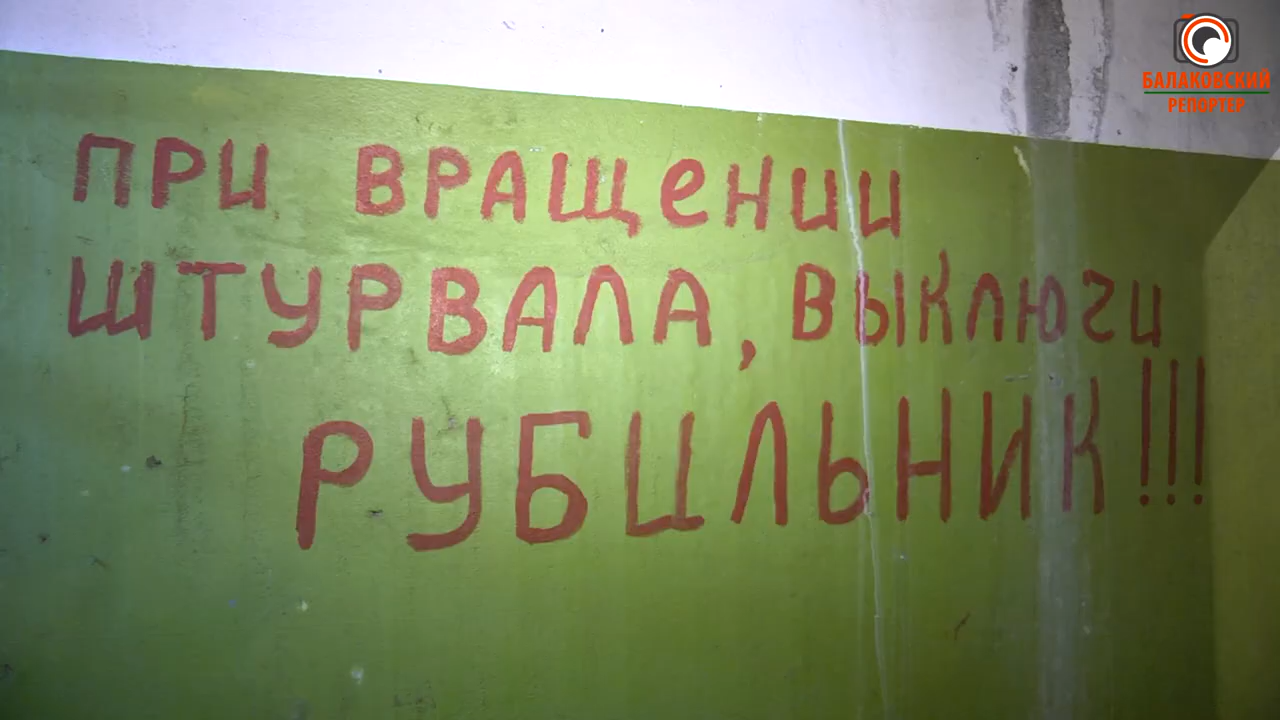 БАЛАКОВСКИЙ
РЕПОРТЕР
при вращении
штурвала, выключи
рубильник!!!